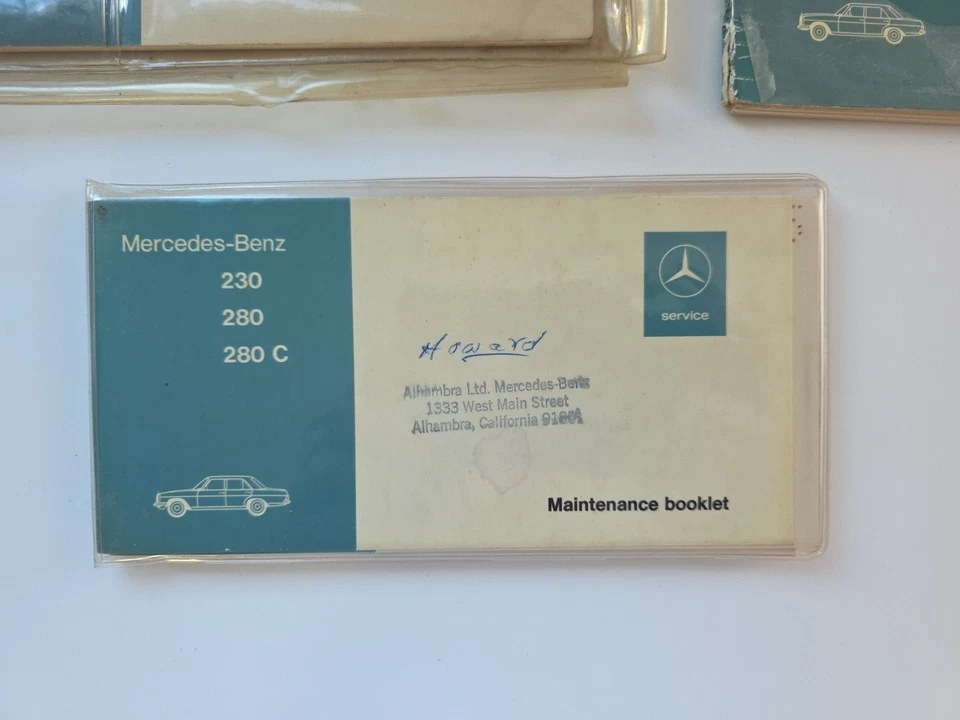 Mercedes-Benz
230
280
280 C
service
Howard
Alhambra Ltd. Mercedes-Benz
1333 West Main Street
Alhambra, California
Maintenance booklet